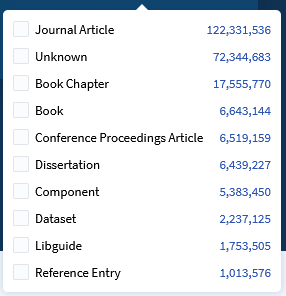 Journal Article 122,331,536
Unknown 72,344,683
Book Chapter 17,555,770
Book 6,643,144
Conference Proceedings Article 6,519,159
Dissertation 6,439,227
Component 5,383,450
Dataset 2,237,125
Libguide 1,753,505
Reference Entry 1,013,576